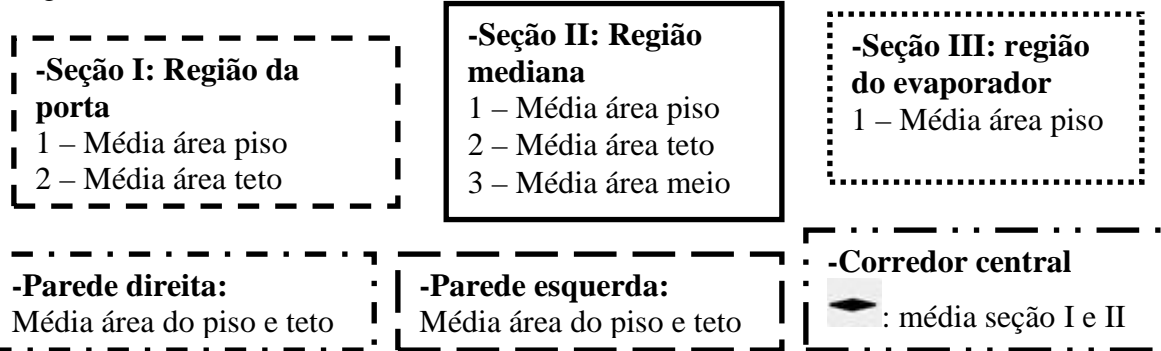 -Seção I: Região da
porta
1 – Média área piso
2 – Média área teto
-Seção II: Região
mediana
1 – Média área piso
2 – Média área teto
3 – Média área meio
-Seção III: região
do evaporador
1 – Média área piso
-Parede direita:
Média área do piso e teto
-Parede esquerda:
Média área do piso e teto
-Corredor central
: média seção I e II